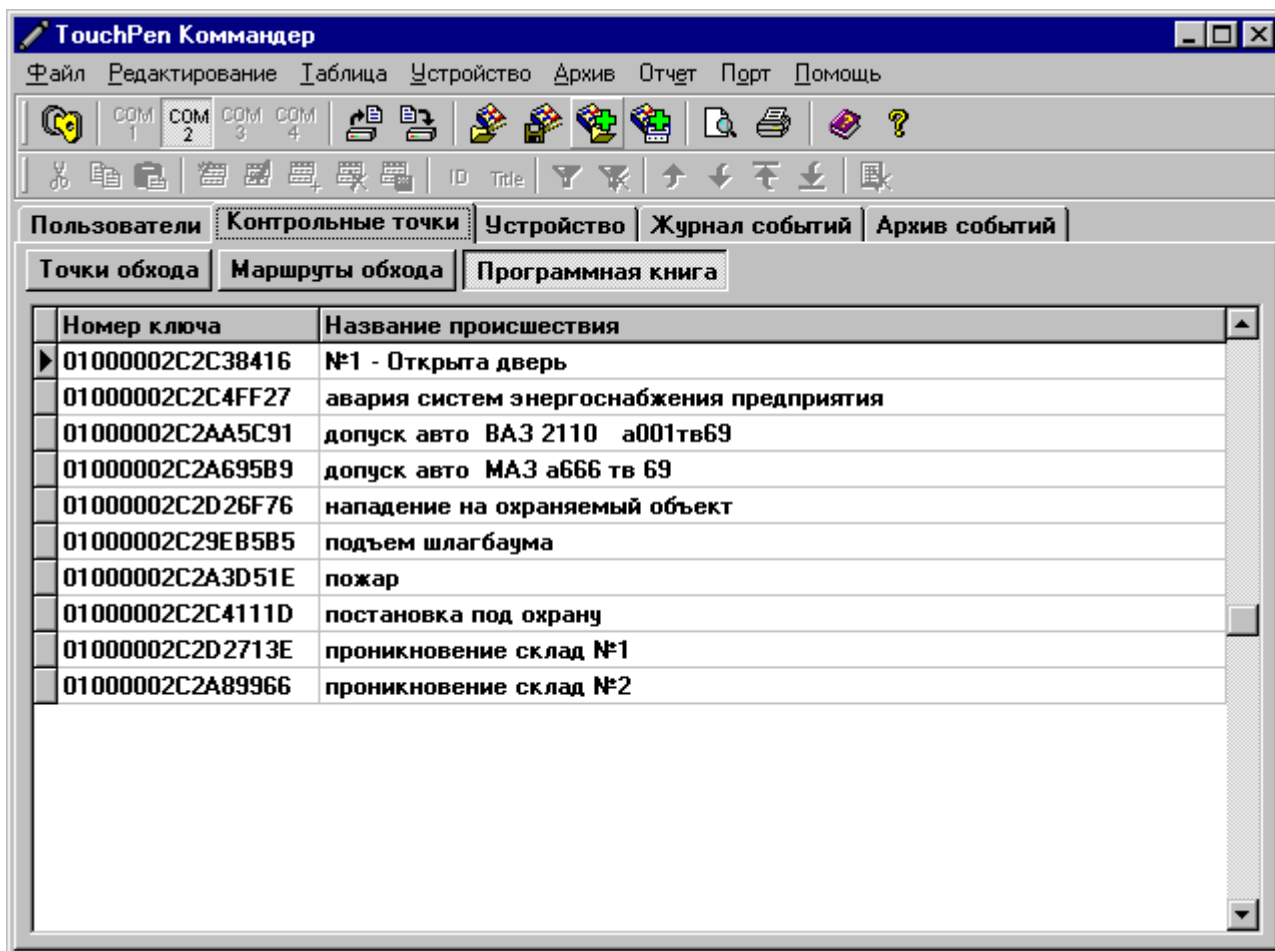 TouchPen Коммандер
Файл Редактирование Таблица Устройство Архив Отчет Порт Помощь
COM 1 COM 2 COM 3 COM 4
ID Title
Пользователи Контрольные точки Устройство Журнал событий Архив событий
Точки обхода Маршруты обхода Программная книга
Номер ключа Название происшествия
01000002C2C38416 №1 - Открыта дверь
01000002C2C4FF27 авария систем энергоснабжения предприятия
01000002C2AA5C91 допуск авто ВАЗ 2110 а001тв69
01000002C2A695B9 допуск авто МАЗ а666 тв 69
01000002C2D26F76 нападение на охраняемый объект
01000002C29EB5B5 подъем шлагбаума
01000002C2A3D51E пожар
01000002C2C4111D постановка под охрану
01000002C2D2713E проникновение склад №1
01000002C2A89966 проникновение склад №2